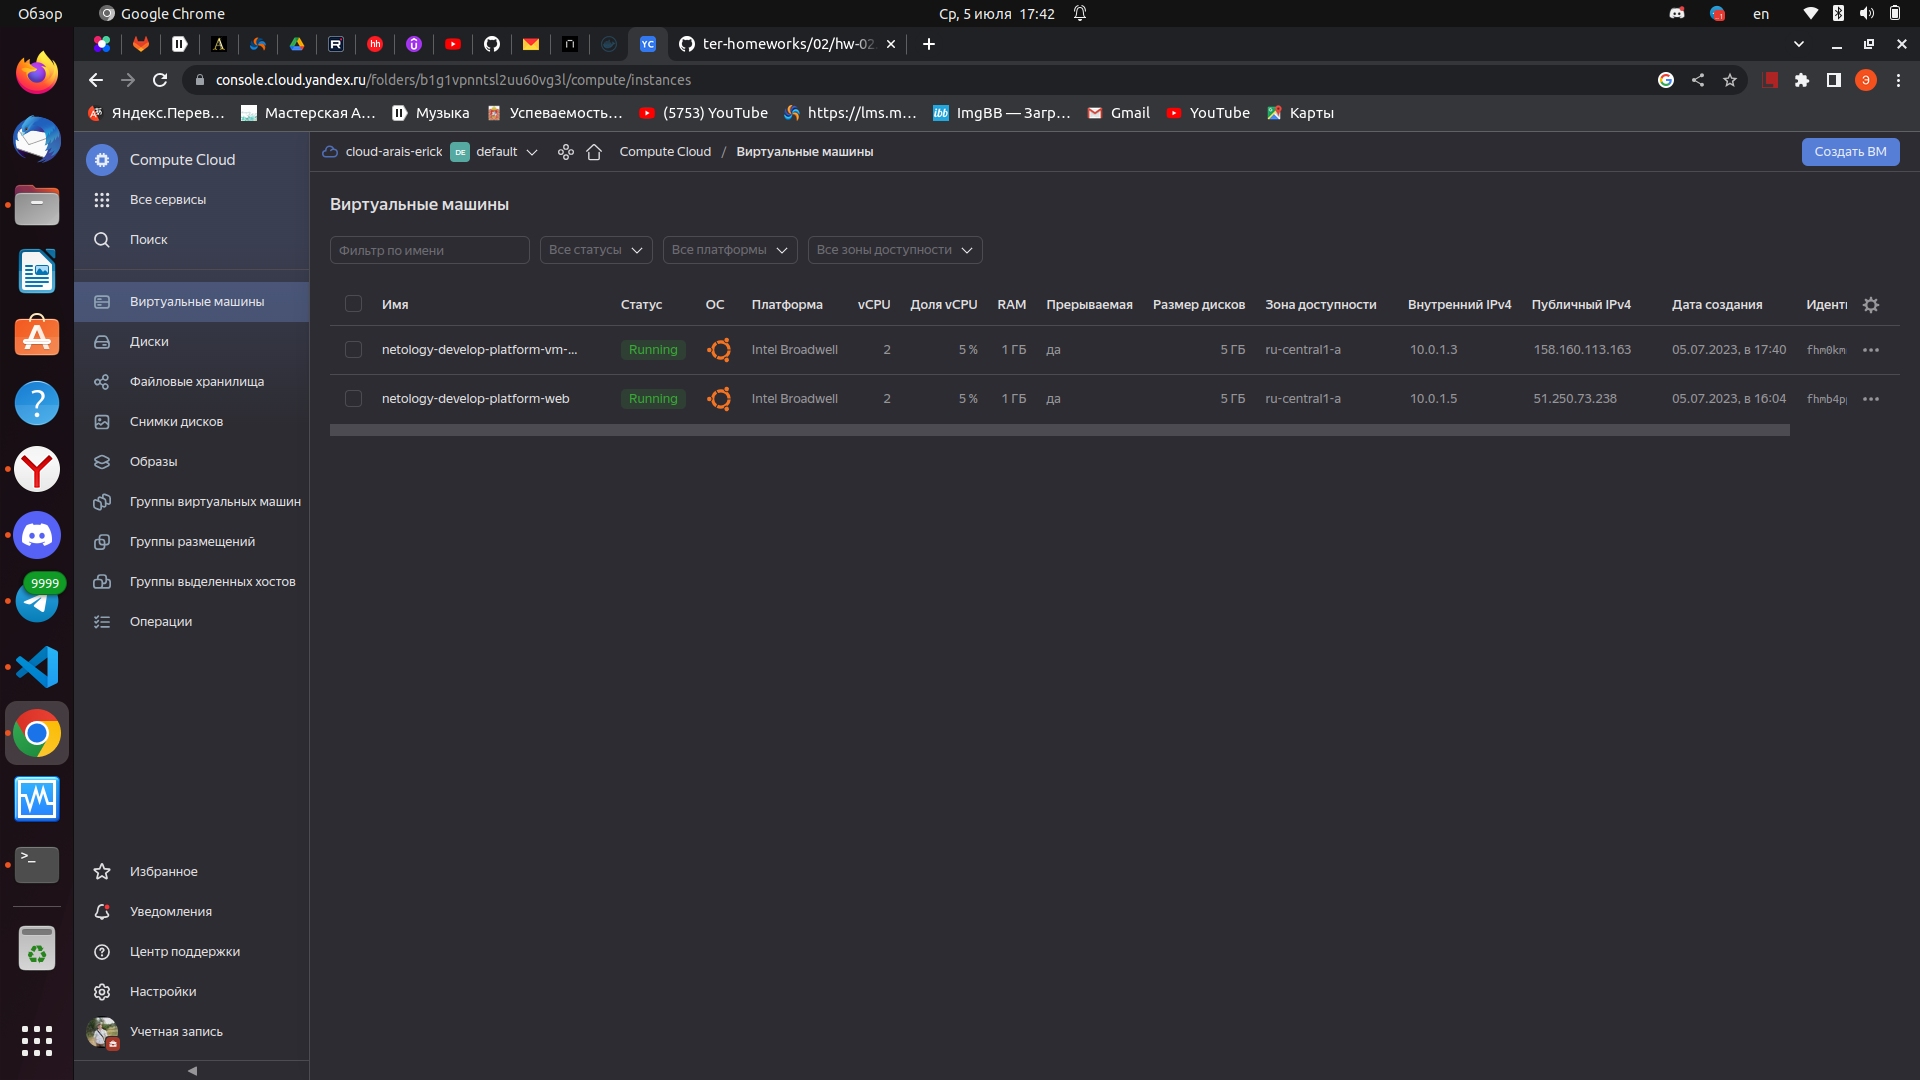 Обзор Google Chrome Ср, 5 июля 17:42 en
YC ter-homeworks/02/hw-02
console.cloud.yandex.ru/folders/b1g1vpnntsl2uu60vg3l/compute/instances
Яндекс.Перев... Мастерская А... Музыка Успеваемость... (5753) YouTube https://lms.m... ImgBB — Загр... Gmail YouTube Карты
Compute Cloud
Все сервисы
Поиск
Виртуальные машины
Диски
Файловые хранилища
Снимки дисков
Образы
Группы виртуальных машин
Группы размещений
Группы выделенных хостов
Операции
Избранное
Уведомления
Центр поддержки
Настройки
Учетная запись
9999
cloud-arais-erick DE default Compute Cloud / Виртуальные машины Создать ВМ
Виртуальные машины
Фильтр по имени Все статусы Все платформы Все зоны доступности
Имя Статус ОС Платформа vCPU Доля vCPU RAM Прерываемая Размер дисков Зона доступности Внутренний IPv4 Публичный IPv4 Дата создания Идент
netology-develop-platform-vm-... Running Intel Broadwell 2 5 % 1 ГБ да 5 ГБ ru-central1-a 10.0.1.3 158.160.113.163 05.07.2023, в 17:40 fhm0km
netology-develop-platform-web Running Intel Broadwell 2 5 % 1 ГБ да 5 ГБ ru-central1-a 10.0.1.5 51.250.73.238 05.07.2023, в 16:04 fhmb4p